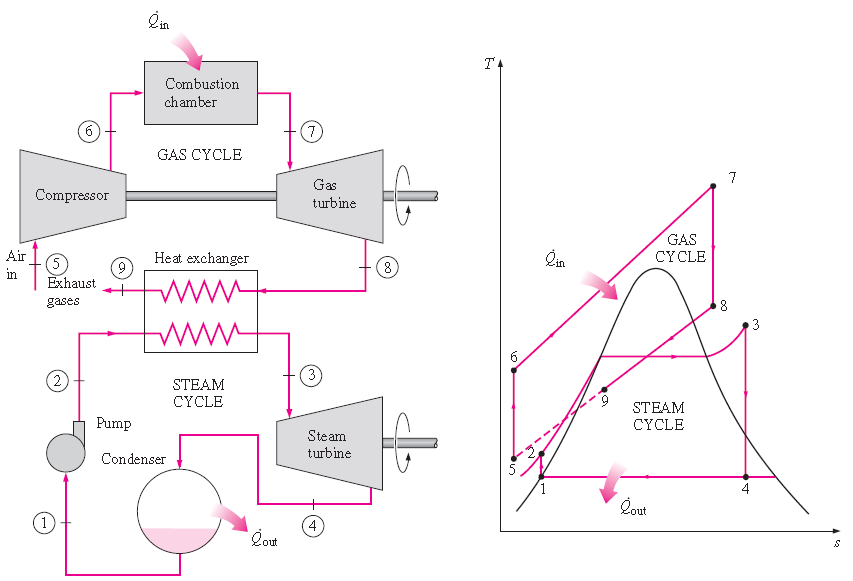 Q̇in
Combustion
chamber
6
7
GAS CYCLE
Compressor
Gas
turbine
Air
in
5
9
Heat exchanger
8
Exhaust
gases
2
3
STEAM
CYCLE
Pump
Condenser
Steam
turbine
1
4
Q̇out
T
7
GAS
CYCLE
Q̇in
8
3
6
9
STEAM
CYCLE
2
5
1
4
Q̇out
s